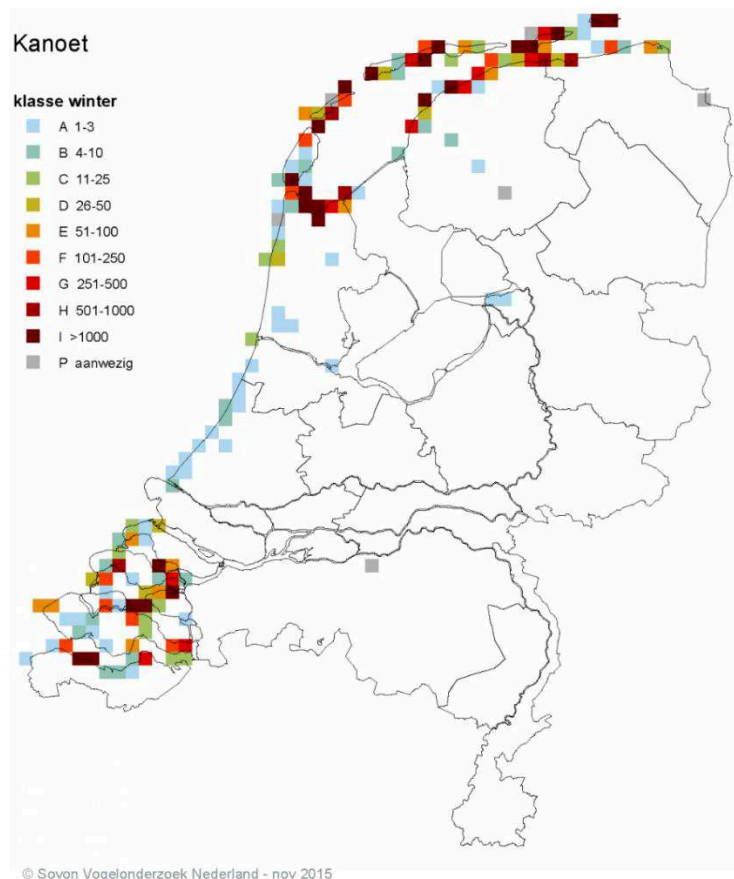 Kanoet
klasse winter
A 1-3
B 4-10
C 11-25
D 26-50
E 51-100
F 101-250
G 251-500
H 501-1000
I >1000
P aanwezig
© Sovon Vogelonderzoek Nederland - nov 2015